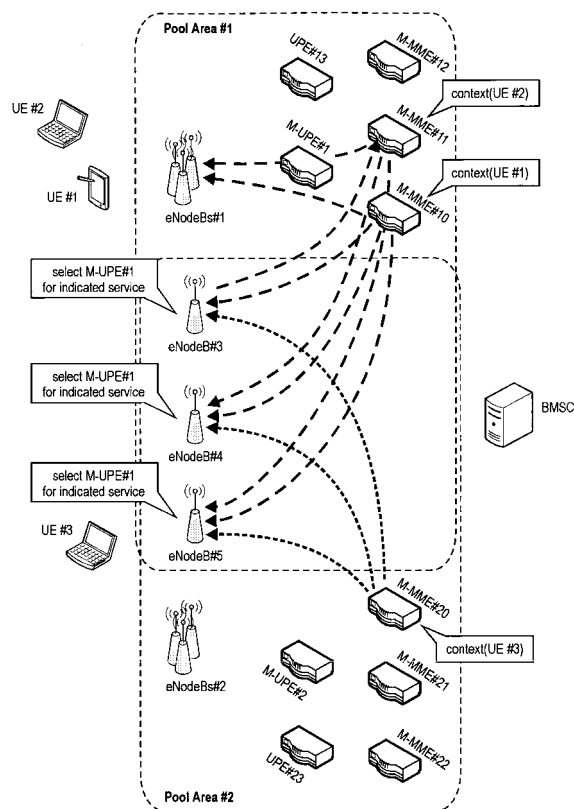 Pool Area #1
UPE#13
M-MME#12
context(UE #2)
UE #2
M-MME#11
M-UPE#1
UE #1
context(UE #1)
eNodeBs#1
M-MME#10
select M-UPE#1
for indicated service
eNodeB#3
select M-UPE#1
for indicated service
BMSC
eNodeB#4
select M-UPE#1
for indicated service
UE #3
eNodeB#5
M-MME#20
context(UE #3)
eNodeBs#2
M-UPE#2
M-MME#21
UPE#23
M-MME#22
Pool Area #2